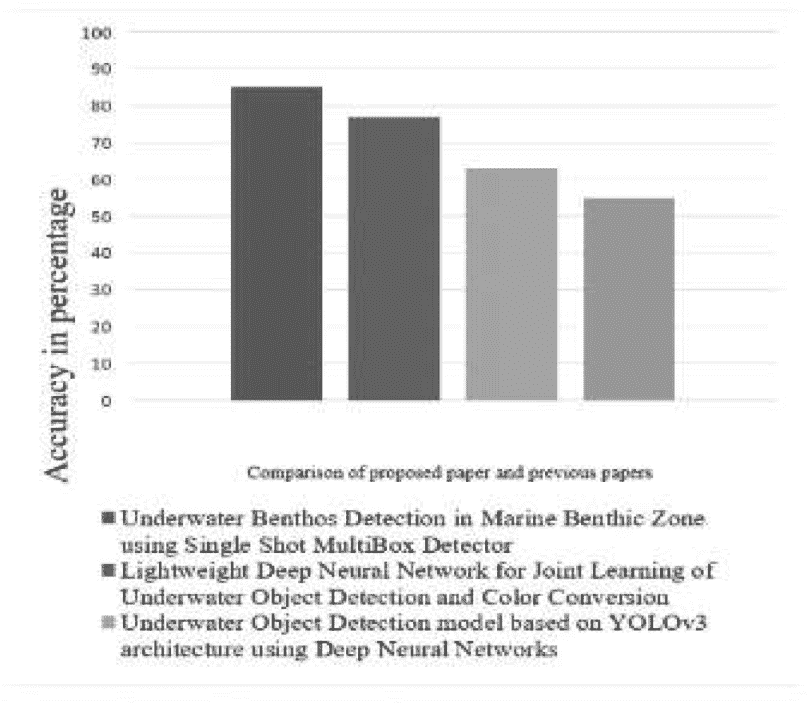 100
90
80
70
60
50
40
30
20
10
0
Accuracy in percentage
Comparison of proposed paper and previous papers
Underwater Benthos Detection in Marine Benthic Zone
using Single Shot MultiBox Detector
Lightweight Deep Neural Network for Joint Learning of
Underwater Object Detection and Color Conversion
Underwater Object Detection model based on YOLOv3
architecture using Deep Neural Networks